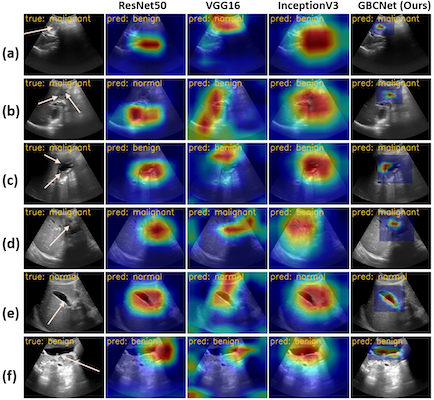 ResNet50 VGG16 InceptionV3 GBCNet (Ours)
(a) true: malignant pred: benign pred: normal pred: benign pred: malignant
(b) true: malignant pred: normal pred: benign pred: benign pred: malignant
(c) true: malignant pred: benign pred: benign pred: benign pred: malignant
(d) true: malignant pred: malignant pred: malignant pred: benign pred: malignant
(e) true: normal pred: normal pred: normal pred: normal pred: normal
(f) true: benign pred: benign pred: benign pred: benign pred: benign